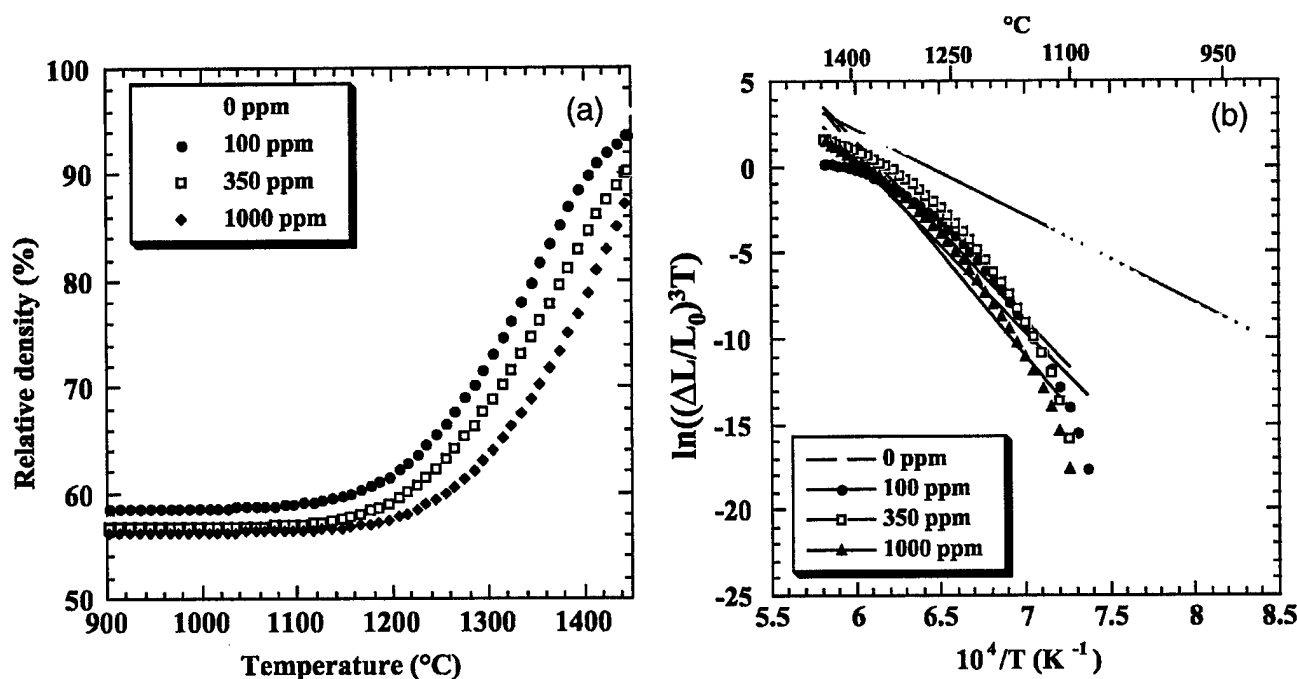 100
90
80
70
60
50
Relative density (%)
(a)
0 ppm
100 ppm
350 ppm
1000 ppm
900 1000 1100 1200 1300 1400
Temperature (°C)
°C
1400 1250 1100 950
5
0
-5
-10
-15
-20
-25
ln((ΔL/L₀)³T)
(b)
0 ppm
100 ppm
350 ppm
1000 ppm
5.5 6 6.5 7 7.5 8 8.5
10⁴/T (K⁻¹)